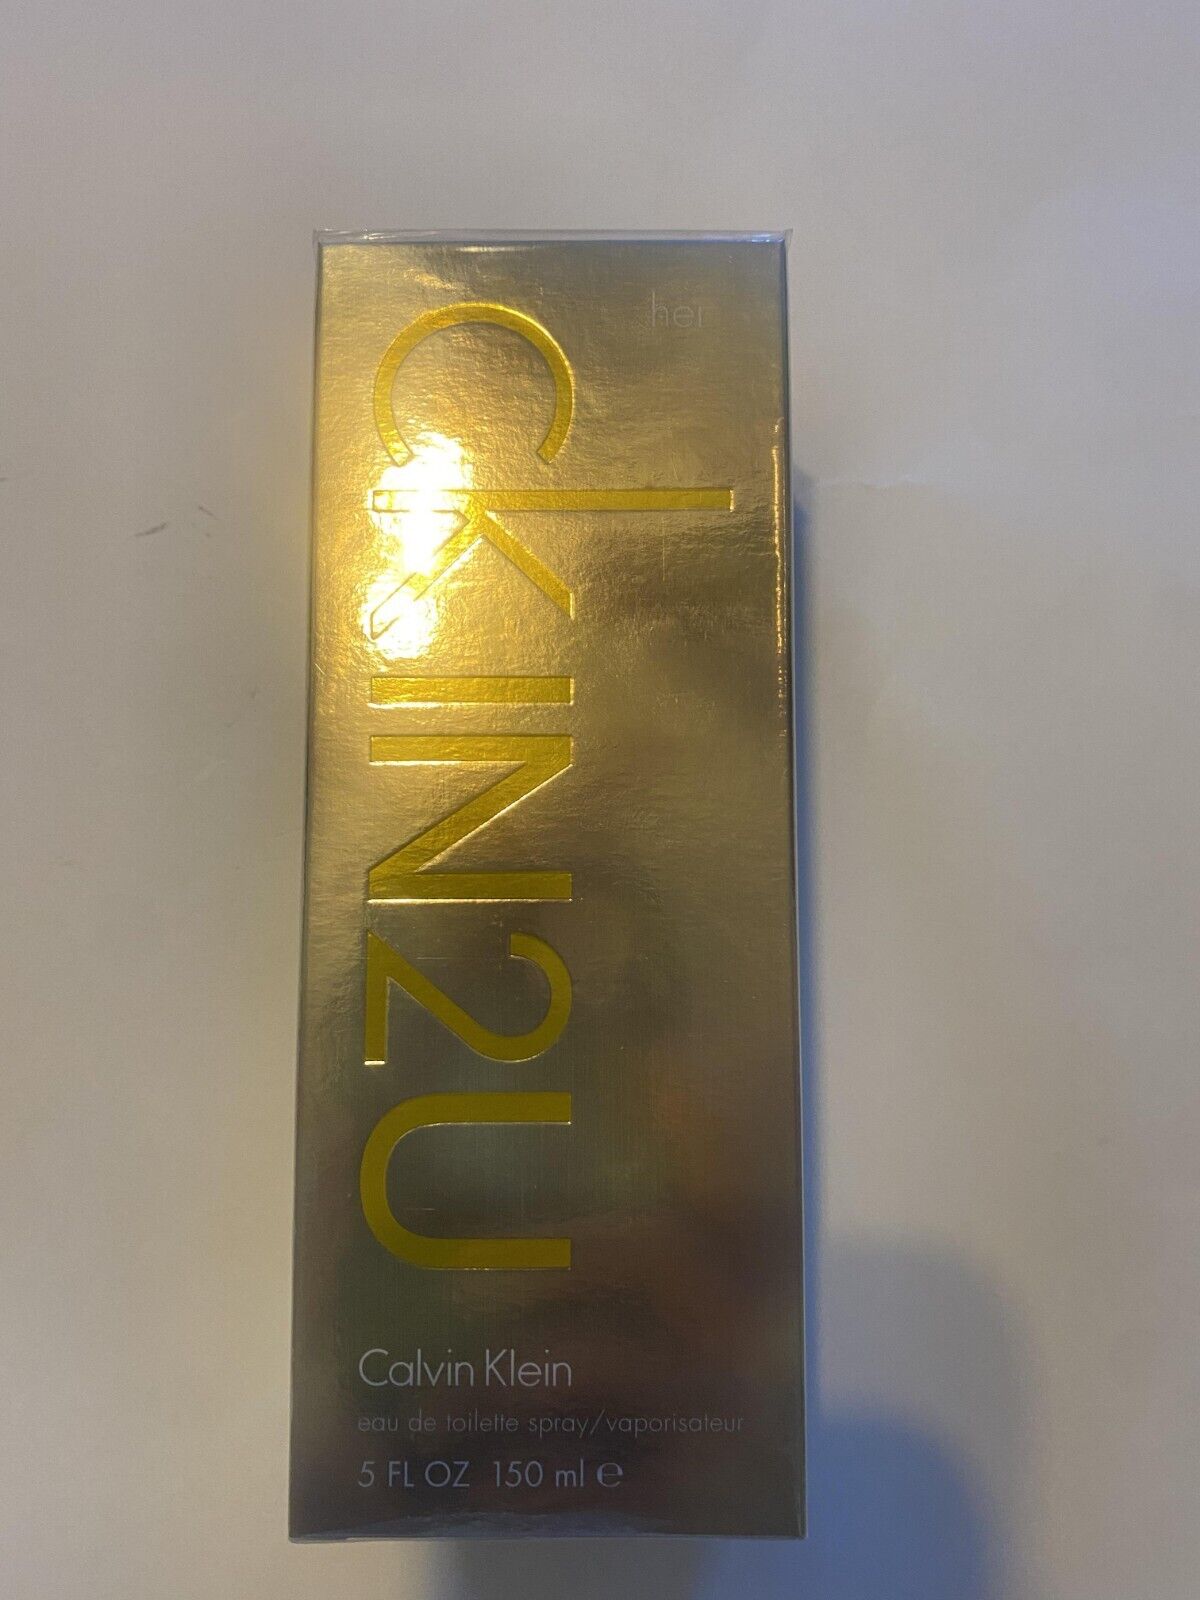 her
CKIN2U
Calvin Klein
eau de toilette spray/vaporisateur
5 FL OZ 150 ml ℮